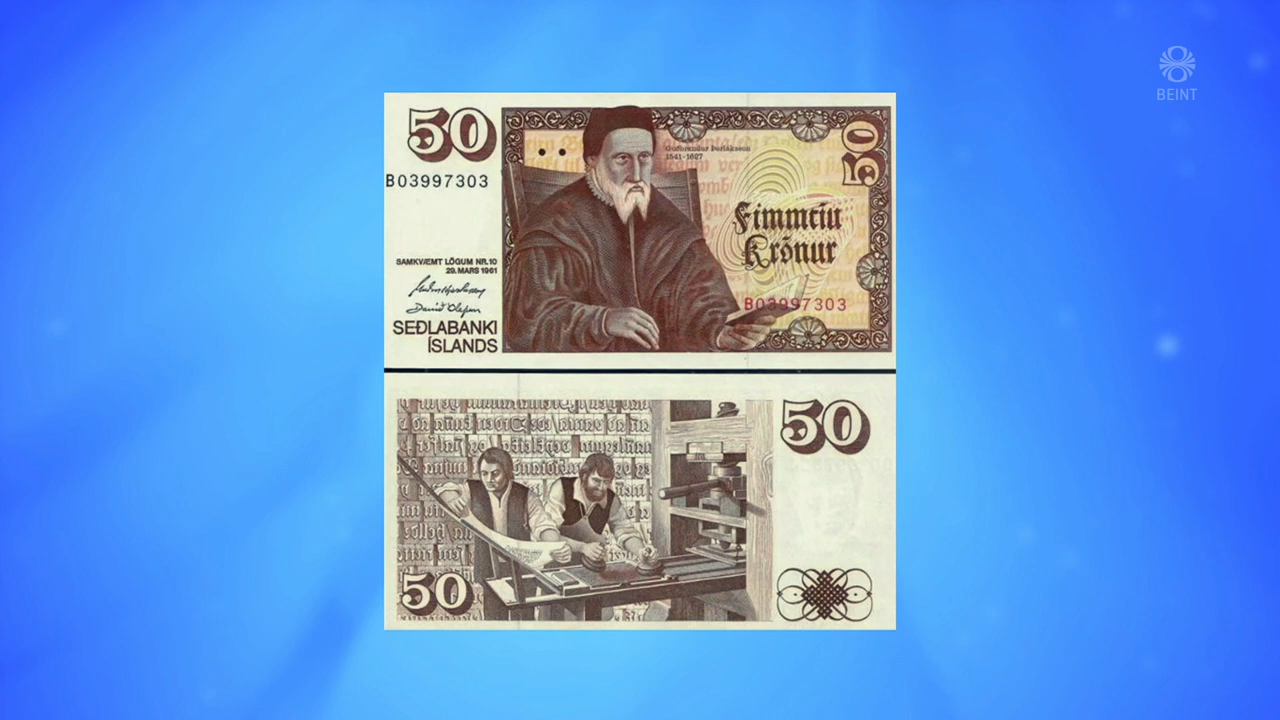 BEINT
50
B03997303
Guðbrandur Þorláksson
1541-1627
50
Fimmtíu
Krónur
SAMKVÆMT LÖGUM NR.10
29. MARS 1961
B03997303
SEÐLABANKI
ÍSLANDS
50
50